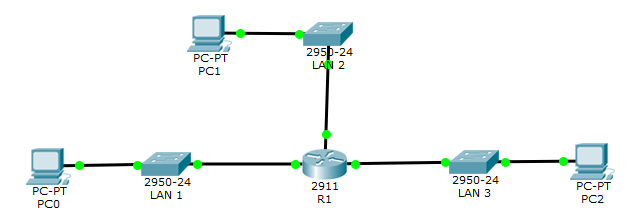 PC-PT
PC1
2950-24
LAN 2
PC-PT
PC0
2950-24
LAN 1
2911
R1
2950-24
LAN 3
PC-PT
PC2